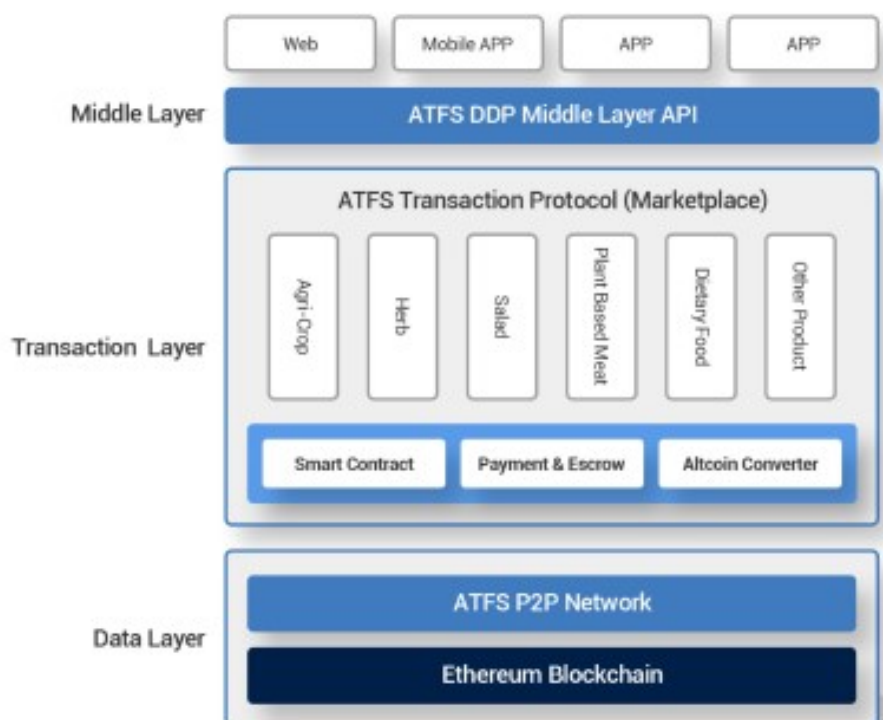 Web
Mobile APP
APP
APP
Middle Layer
ATFS DDP Middle Layer API
ATFS Transaction Protocol (Marketplace)
Agri-Crop
Herb
Salad
Plant Based Meat
Dietary Food
Other Product
Transaction Layer
Smart Contract
Payment & Escrow
Altcoin Converter
ATFS P2P Network
Data Layer
Ethereum Blockchain